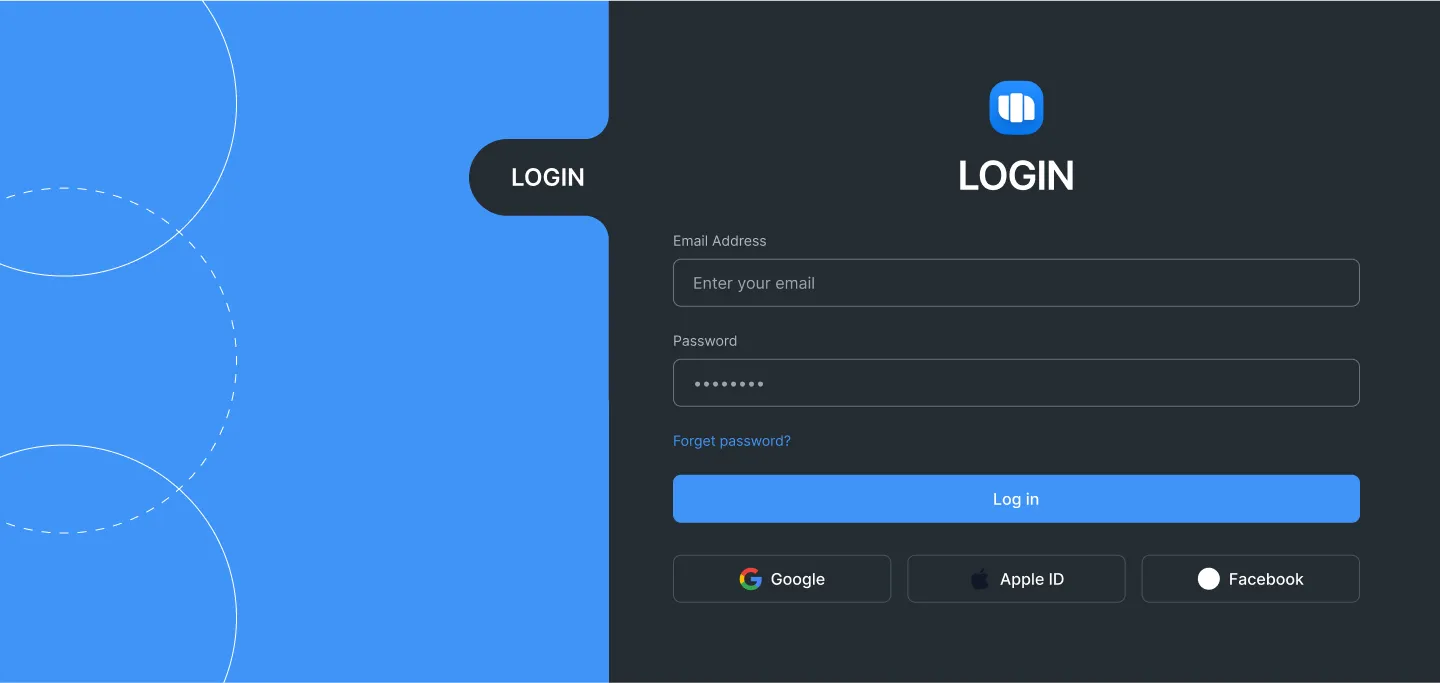 LOGIN
LOGIN
Email Address
Enter your email
Password
••••••••
Forget password?
Log in
Google
Apple ID
Facebook